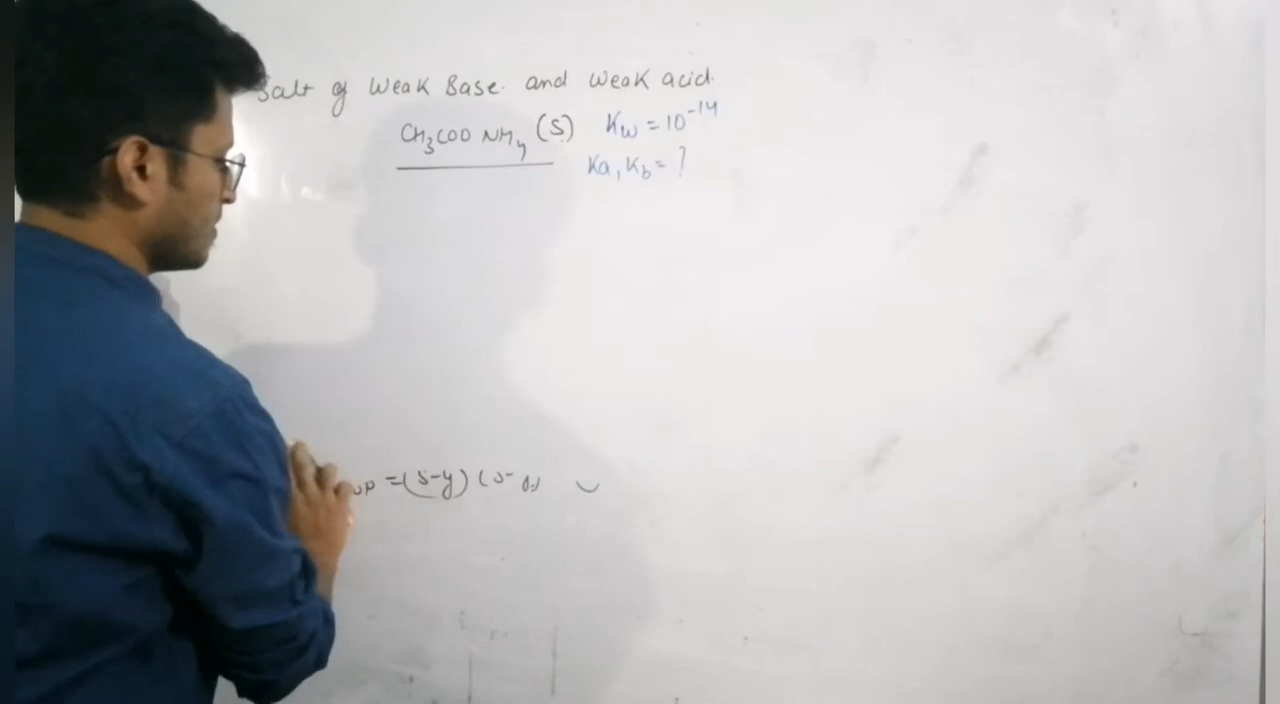 Salt of Weak Base. and Weak acid.
CH3COO NH4 (S) Kw = 10^-14
Ka, Kb = ?
sp = (S-y) (S-y)